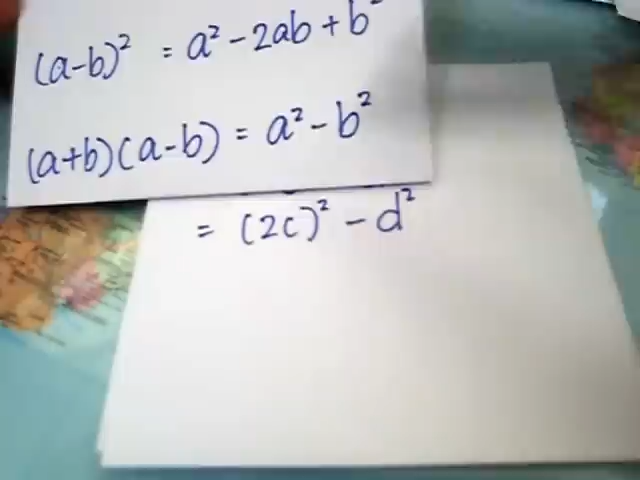 (a-b)² = a² - 2ab + b²
(a+b)(a-b) = a² - b²
= (2c)² - d²